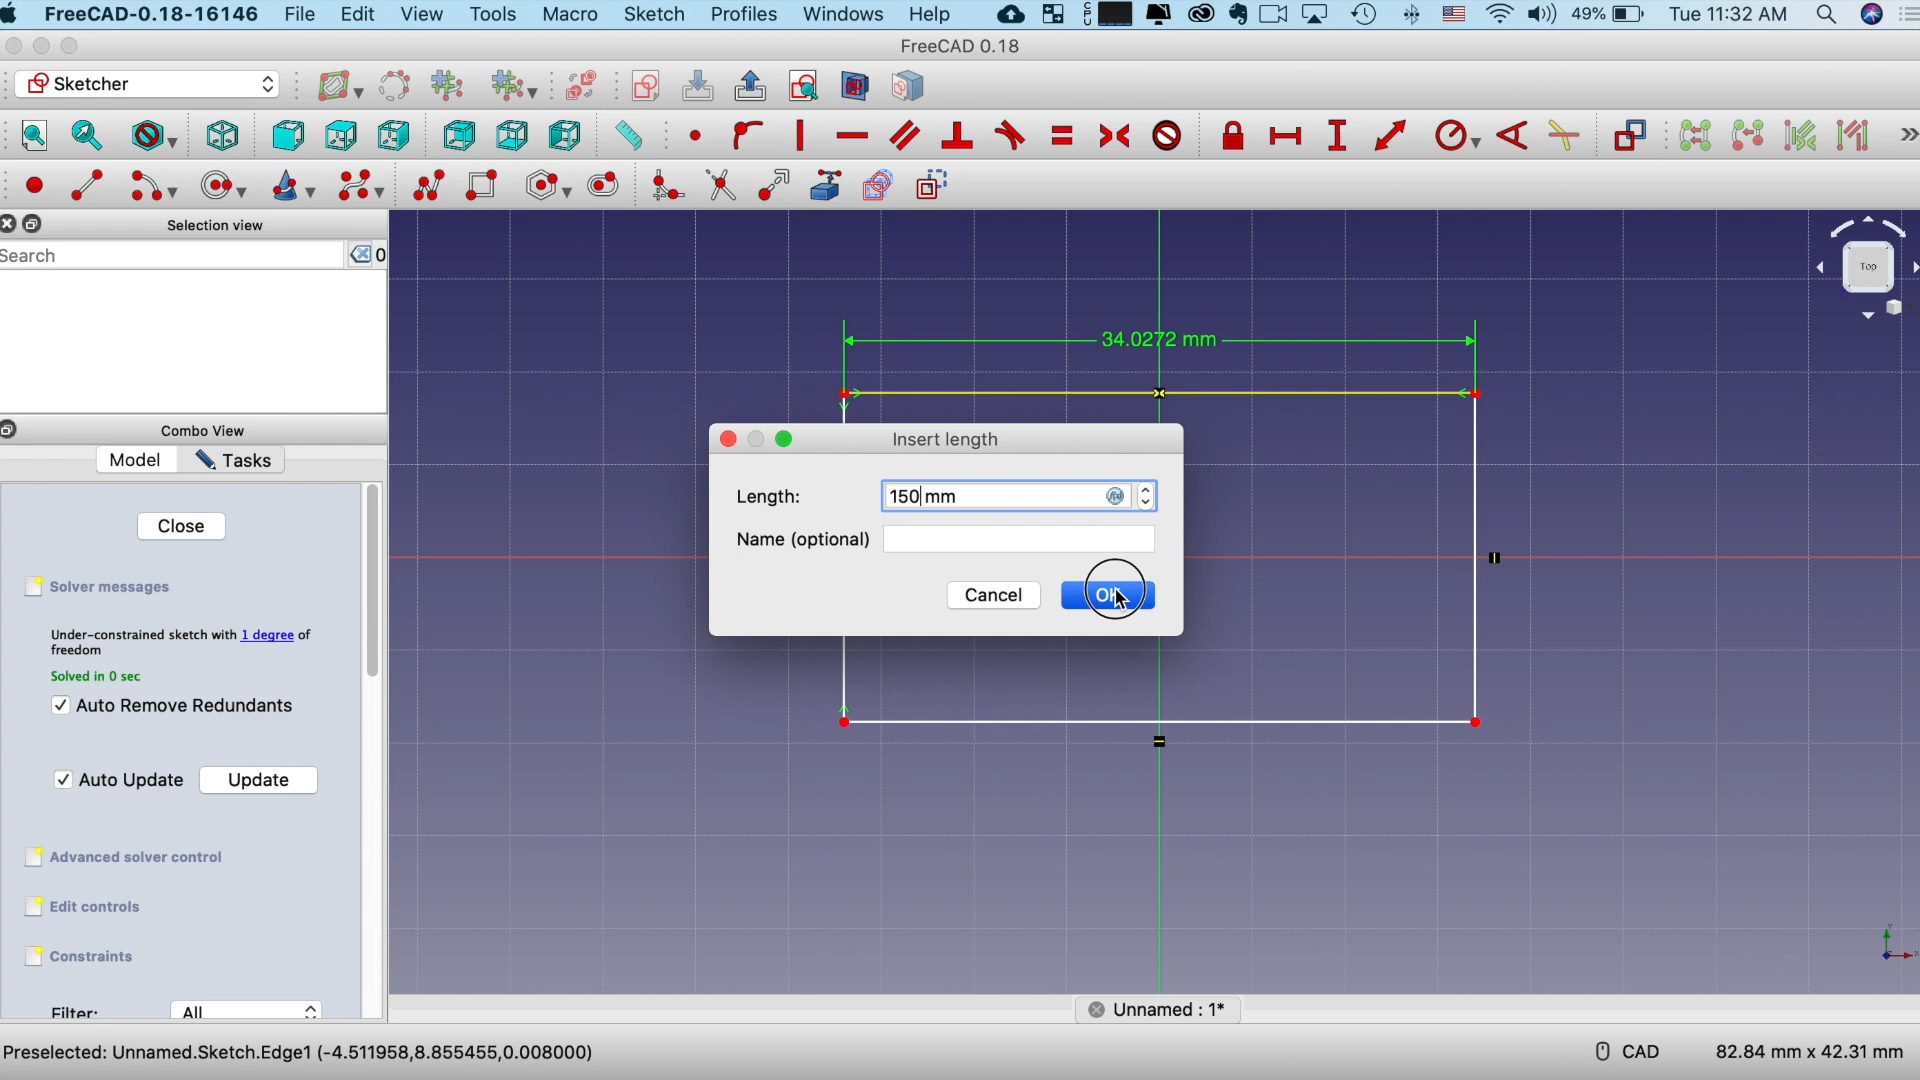 FreeCAD-0.18-16146 File Edit View Tools Macro Sketch Profiles Windows Help CPU 49% Tue 11:32 AM
FreeCAD 0.18
Sketcher
Selection view
Search 0
Combo View
Model Tasks
Close
Solver messages
Under-constrained sketch with 1 degree of
freedom
Solved in 0 sec
Auto Remove Redundants
Auto Update Update
Advanced solver control
Edit controls
Constraints
Filter: All
Top
34.0272 mm
Insert length
Length: 150 mm
Name (optional)
Cancel OK
Unnamed : 1*
Preselected: Unnamed.Sketch.Edge1 (-4.511958,8.855455,0.008000) CAD 82.84 mm x 42.31 mm